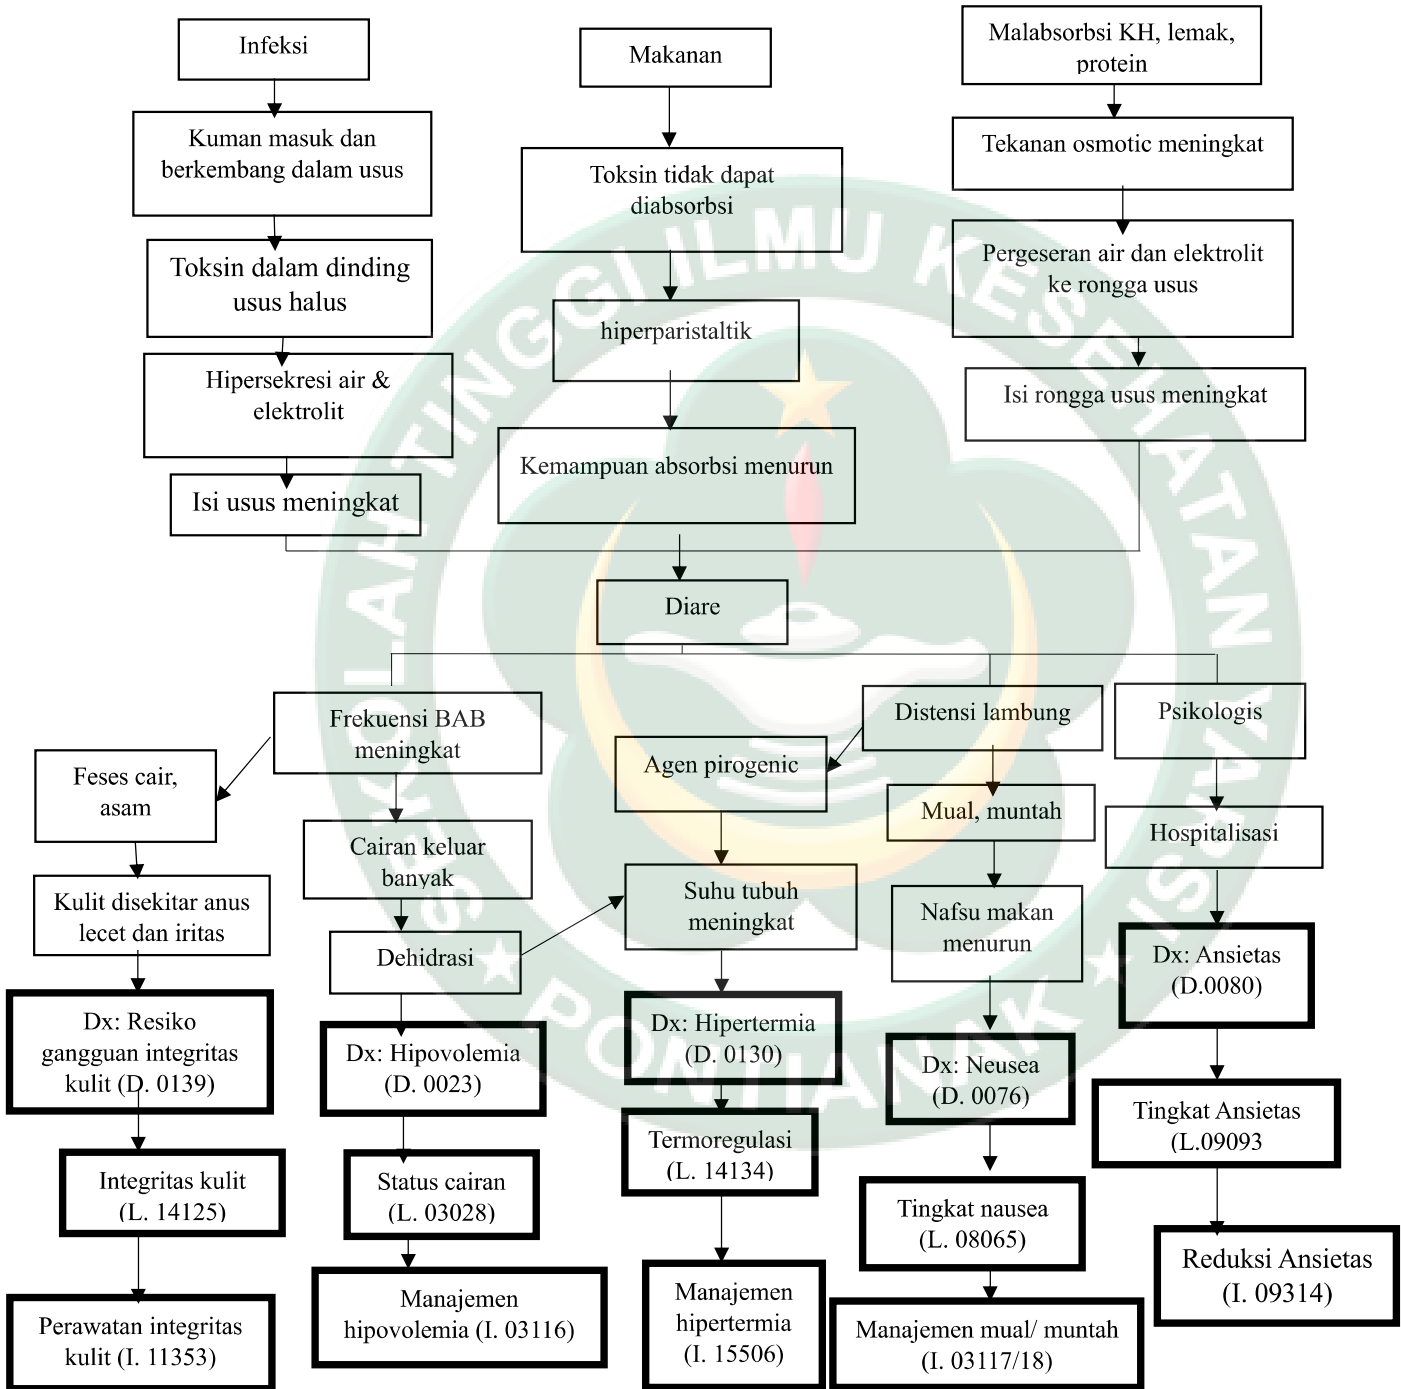 Infeksi
Makanan
Malabsorbsi KH, lemak,
protein
Kuman masuk dan
berkembang dalam usus
Toksin tidak dapat
diabsorbsi
Tekanan osmotic meningkat
Toksin dalam dinding
usus halus
hiperparistaltik
Pergeseran air dan elektrolit
ke rongga usus
Hipersekresi air &
elektrolit
Kemampuan absorbsi menurun
Isi rongga usus meningkat
Isi usus meningkat
Diare
Frekuensi BAB
meningkat
Distensi lambung
Psikologis
Feses cair,
asam
Agen pirogenic
Mual, muntah
Hospitalisasi
Cairan keluar
banyak
Kulit disekitar anus
lecet dan iritas
Suhu tubuh
meningkat
Nafsu makan
menurun
Dehidrasi
Dx: Ansietas
(D.0080)
Dx: Resiko
gangguan integritas
kulit (D. 0139)
Dx: Hipovolemia
(D. 0023)
Dx: Hipertermia
(D. 0130)
Dx: Neusea
(D. 0076)
Tingkat Ansietas
(L.09093
Integritas kulit
(L. 14125)
Status cairan
(L. 03028)
Termoregulasi
(L. 14134)
Tingkat nausea
(L. 08065)
Reduksi Ansietas
(I. 09314)
Perawatan integritas
kulit (I. 11353)
Manajemen
hipovolemia (I. 03116)
Manajemen
hipertermia
(I. 15506)
Manajemen mual/ muntah
(I. 03117/18)
SEKOLAH TINGGI ILMU KESEHATAN YARSI
PONTIANAK